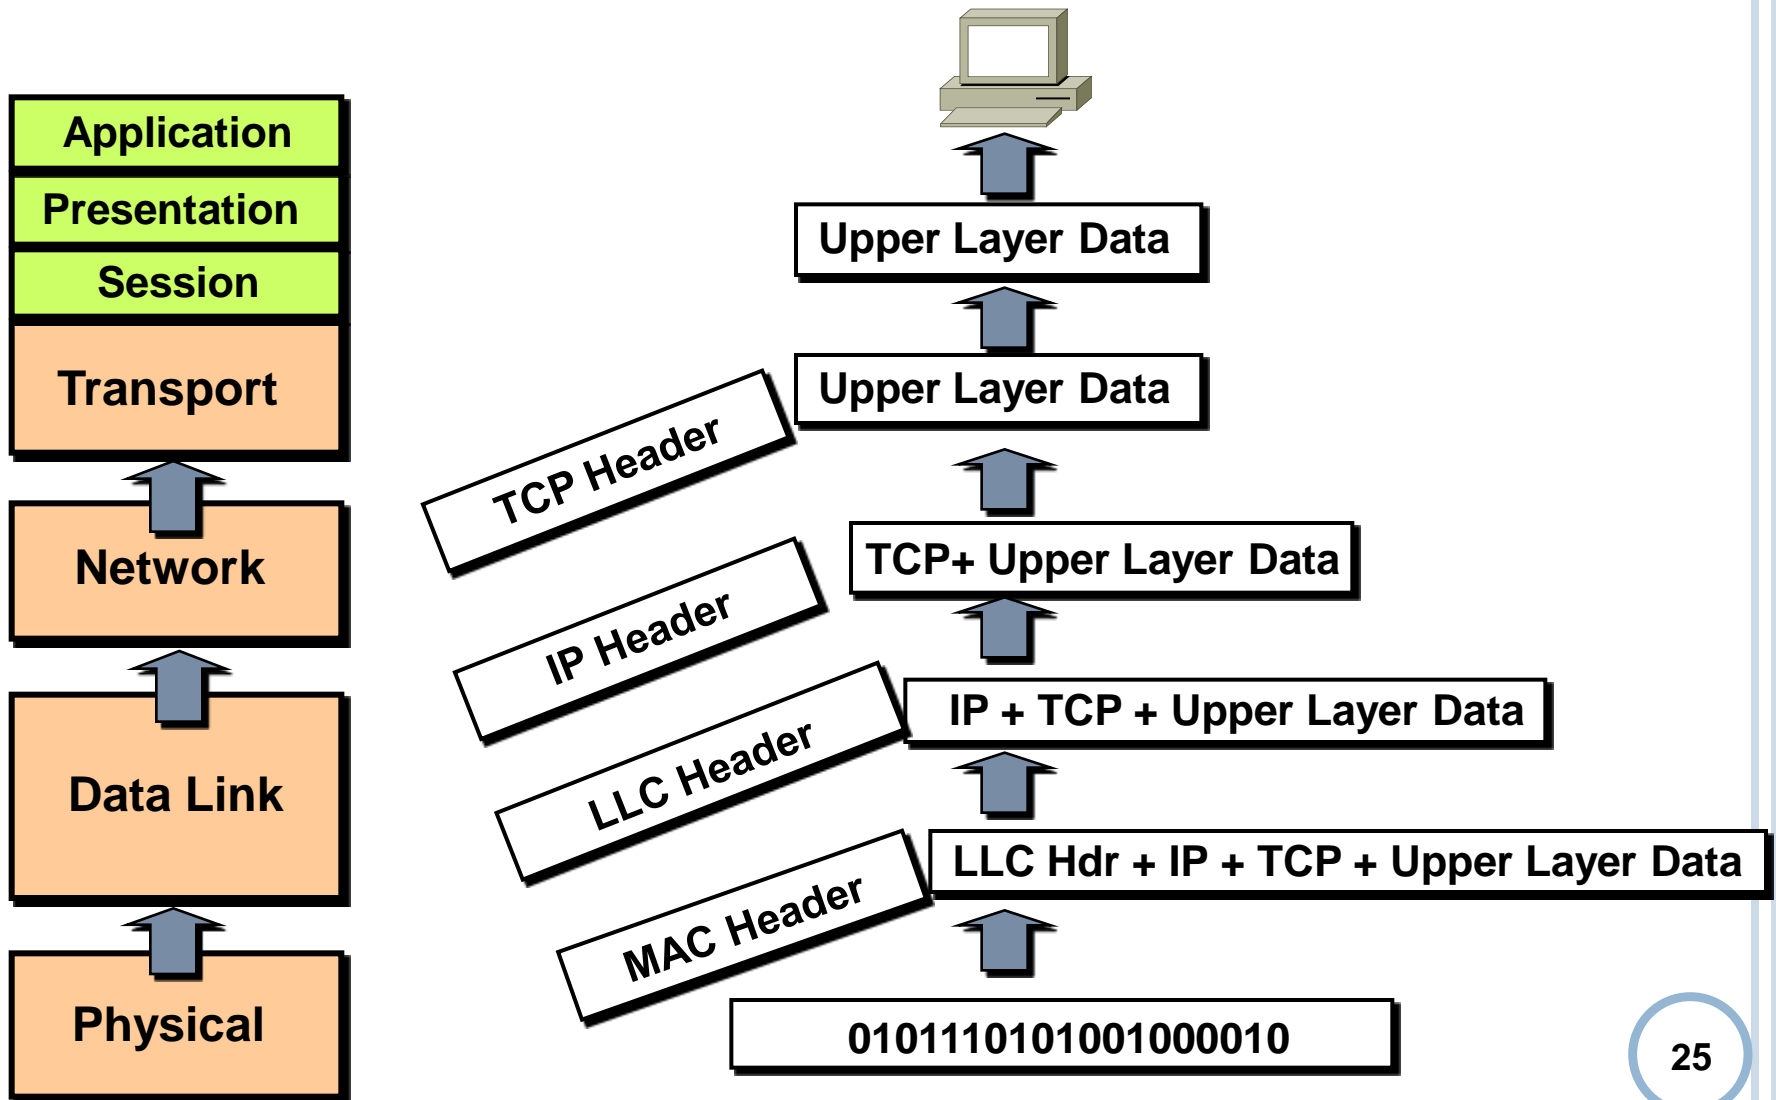 Application
Presentation
Session
Transport
Network
Data Link
Physical
Upper Layer Data
Upper Layer Data
TCP Header
TCP+ Upper Layer Data
IP Header
IP + TCP + Upper Layer Data
LLC Header
LLC Hdr + IP + TCP + Upper Layer Data
MAC Header
0101110101001000010
25